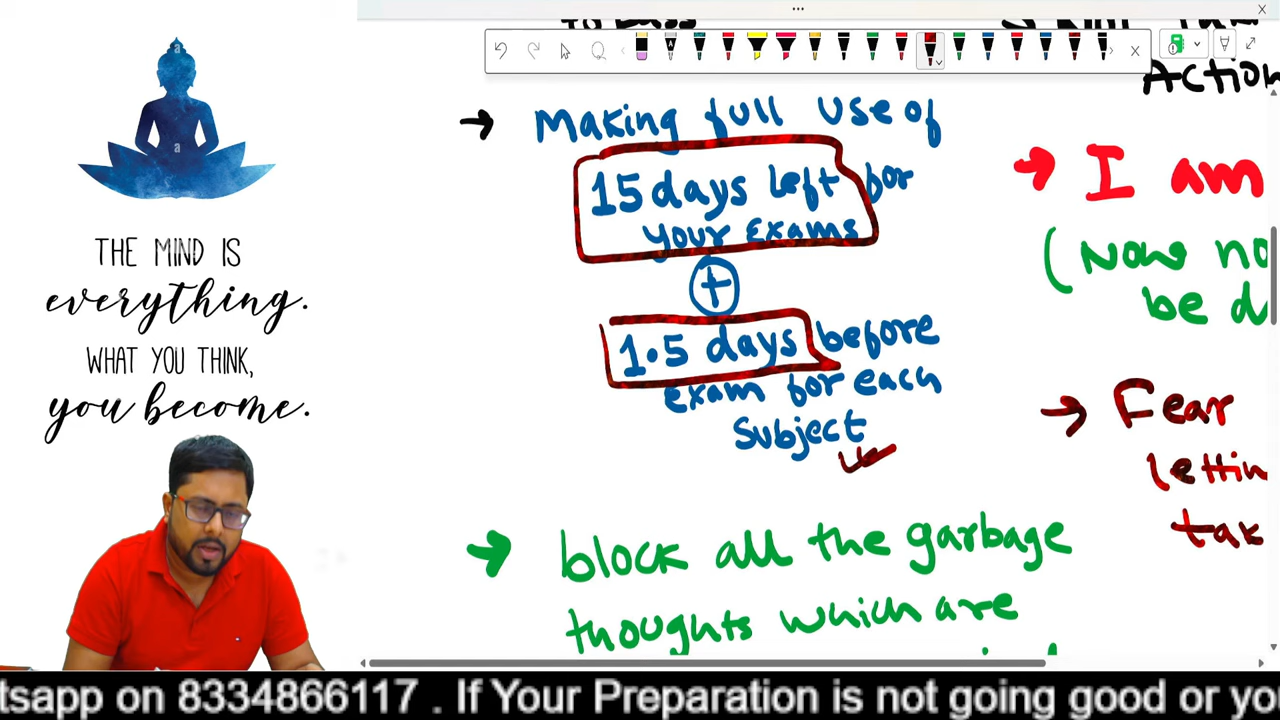 THE MIND IS
everything.
WHAT YOU THINK,
you become.
→ Making full use of
15 days left for
your Exams
+
1.5 days before
exam for each
Subject
→ block all the garbage
thoughts which are
Action
→ I am
(Now no
be d
→ Fear
lettin
tak
tsapp on 8334866117 . If Your Preparation is not going good or yo